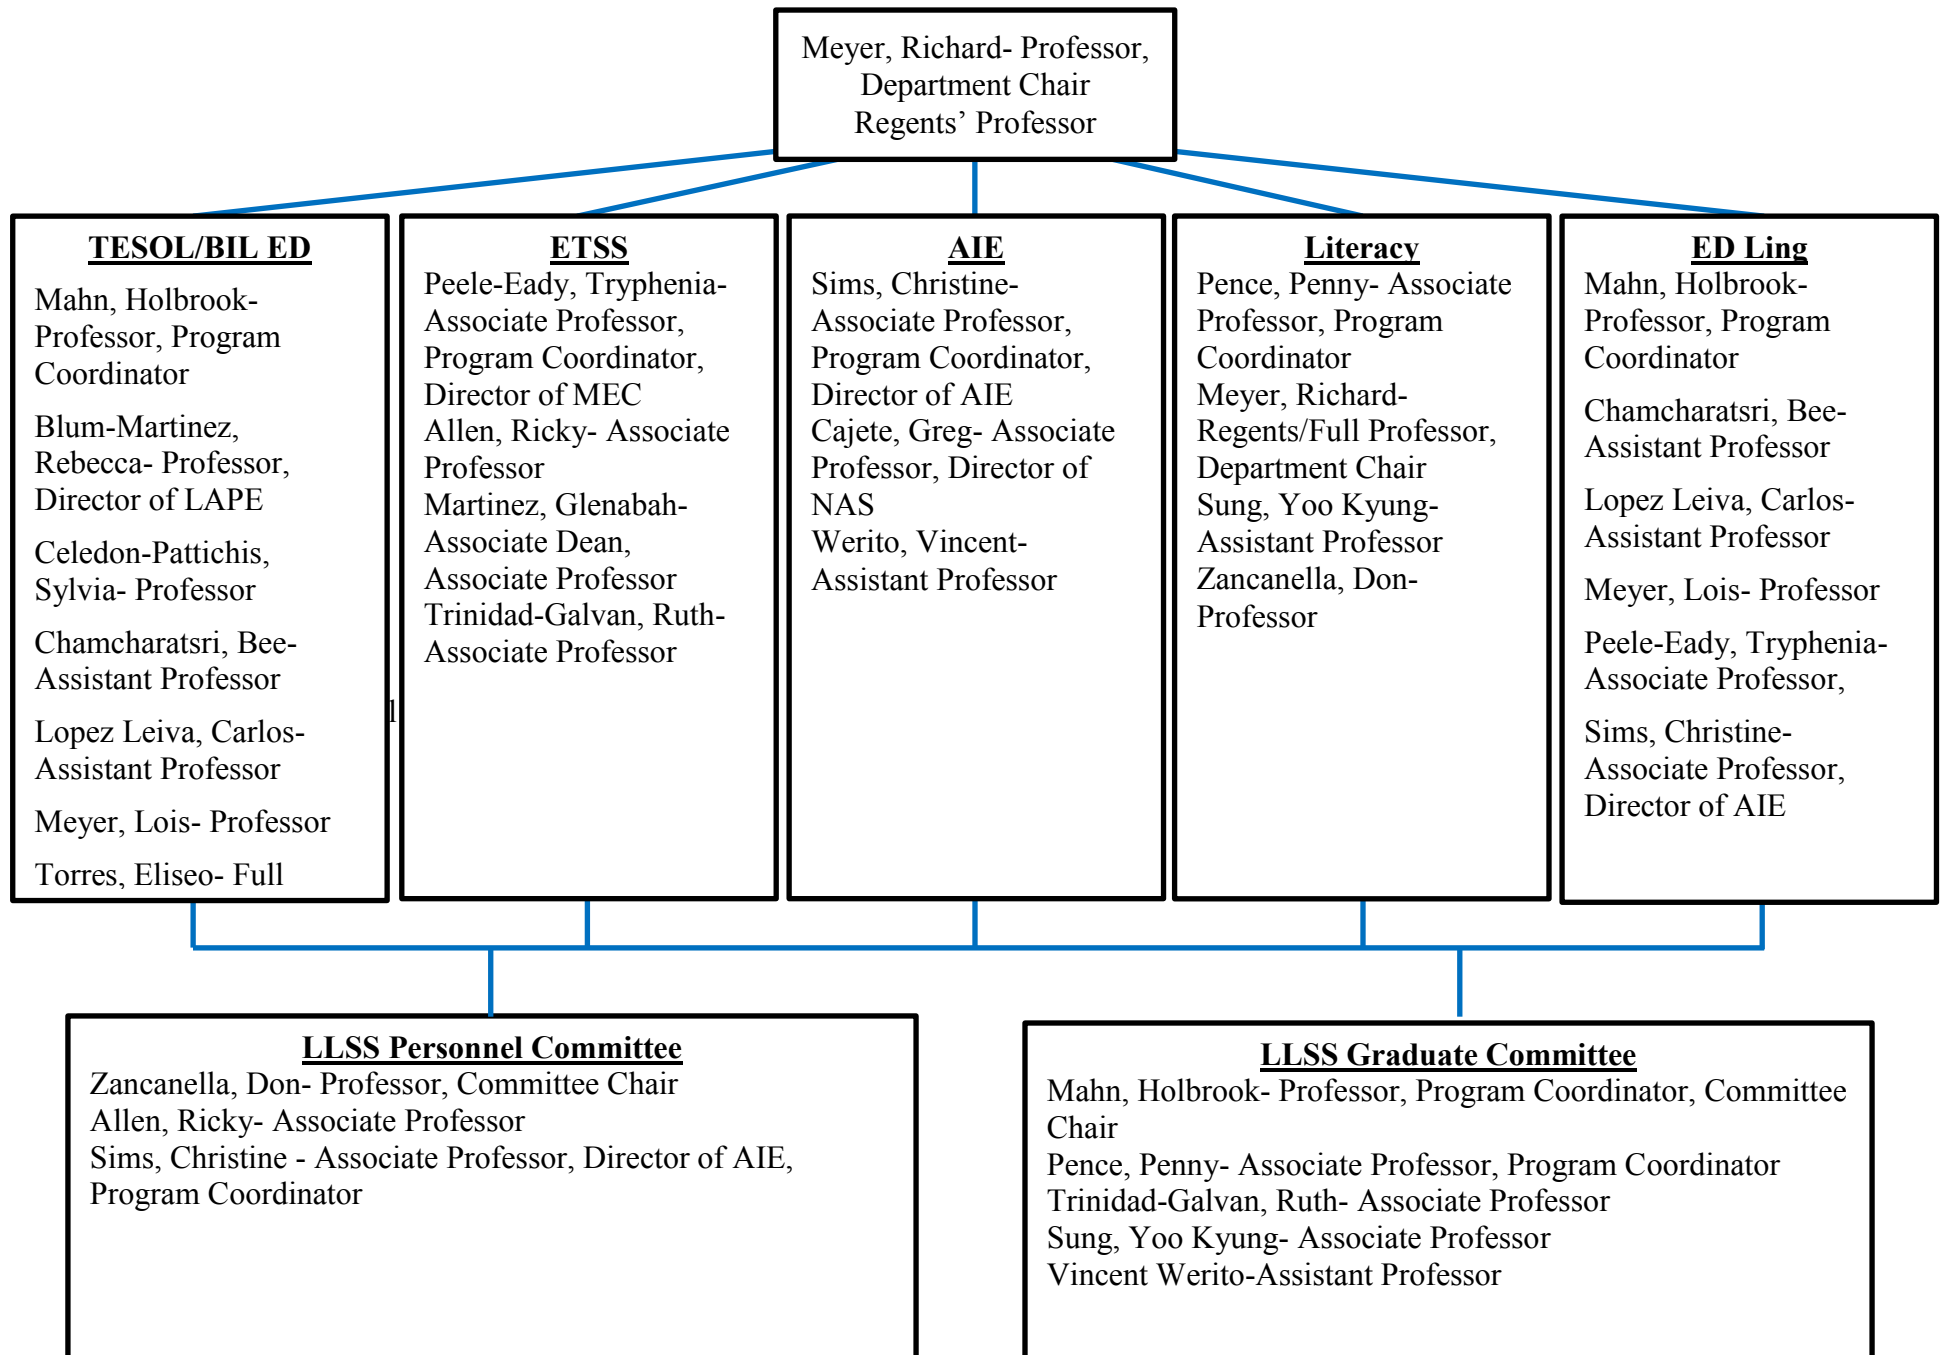 Meyer, Richard- Professor,
Department Chair
Regents’ Professor
TESOL/BIL ED
Mahn, Holbrook-
Professor, Program
Coordinator
Blum-Martinez,
Rebecca- Professor,
Director of LAPE
Celedon-Pattichis,
Sylvia- Professor
Chamcharatsri, Bee-
Assistant Professor
Lopez Leiva, Carlos-
Assistant Professor
Meyer, Lois- Professor
Torres, Eliseo- Full
l
ETSS
Peele-Eady, Tryphenia-
Associate Professor,
Program Coordinator,
Director of MEC
Allen, Ricky- Associate
Professor
Martinez, Glenabah-
Associate Dean,
Associate Professor
Trinidad-Galvan, Ruth-
Associate Professor
AIE
Sims, Christine-
Associate Professor,
Program Coordinator,
Director of AIE
Cajete, Greg- Associate
Professor, Director of
NAS
Werito, Vincent-
Assistant Professor
Literacy
Pence, Penny- Associate
Professor, Program
Coordinator
Meyer, Richard-
Regents/Full Professor,
Department Chair
Sung, Yoo Kyung-
Assistant Professor
Zancanella, Don-
Professor
ED Ling
Mahn, Holbrook-
Professor, Program
Coordinator
Chamcharatsri, Bee-
Assistant Professor
Lopez Leiva, Carlos-
Assistant Professor
Meyer, Lois- Professor
Peele-Eady, Tryphenia-
Associate Professor,
Sims, Christine-
Associate Professor,
Director of AIE
LLSS Personnel Committee
Zancanella, Don- Professor, Committee Chair
Allen, Ricky- Associate Professor
Sims, Christine - Associate Professor, Director of AIE,
Program Coordinator
LLSS Graduate Committee
Mahn, Holbrook- Professor, Program Coordinator, Committee
Chair
Pence, Penny- Associate Professor, Program Coordinator
Trinidad-Galvan, Ruth- Associate Professor
Sung, Yoo Kyung- Associate Professor
Vincent Werito-Assistant Professor